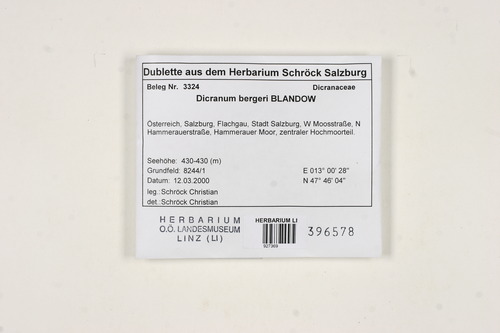 Dublette aus dem Herbarium Schröck Salzburg
Beleg Nr. 3324 Dicranaceae
Dicranum bergeri BLANDOW
Österreich, Salzburg, Flachgau, Stadt Salzburg, W Moosstraße, N
Hammerauerstraße, Hammerauer Moor, zentraler Hochmoorteil.
Seehöhe: 430-430 (m)
Grundfeld: 8244/1 E 013° 00' 28"
Datum: 12.03.2000 N 47° 46' 04"
leg.: Schröck Christian
det.: Schröck Christian
HERBARIUM
O.Ö. LANDESMUSEUM
LINZ (LI)
HERBARIUM LI
927369
396578